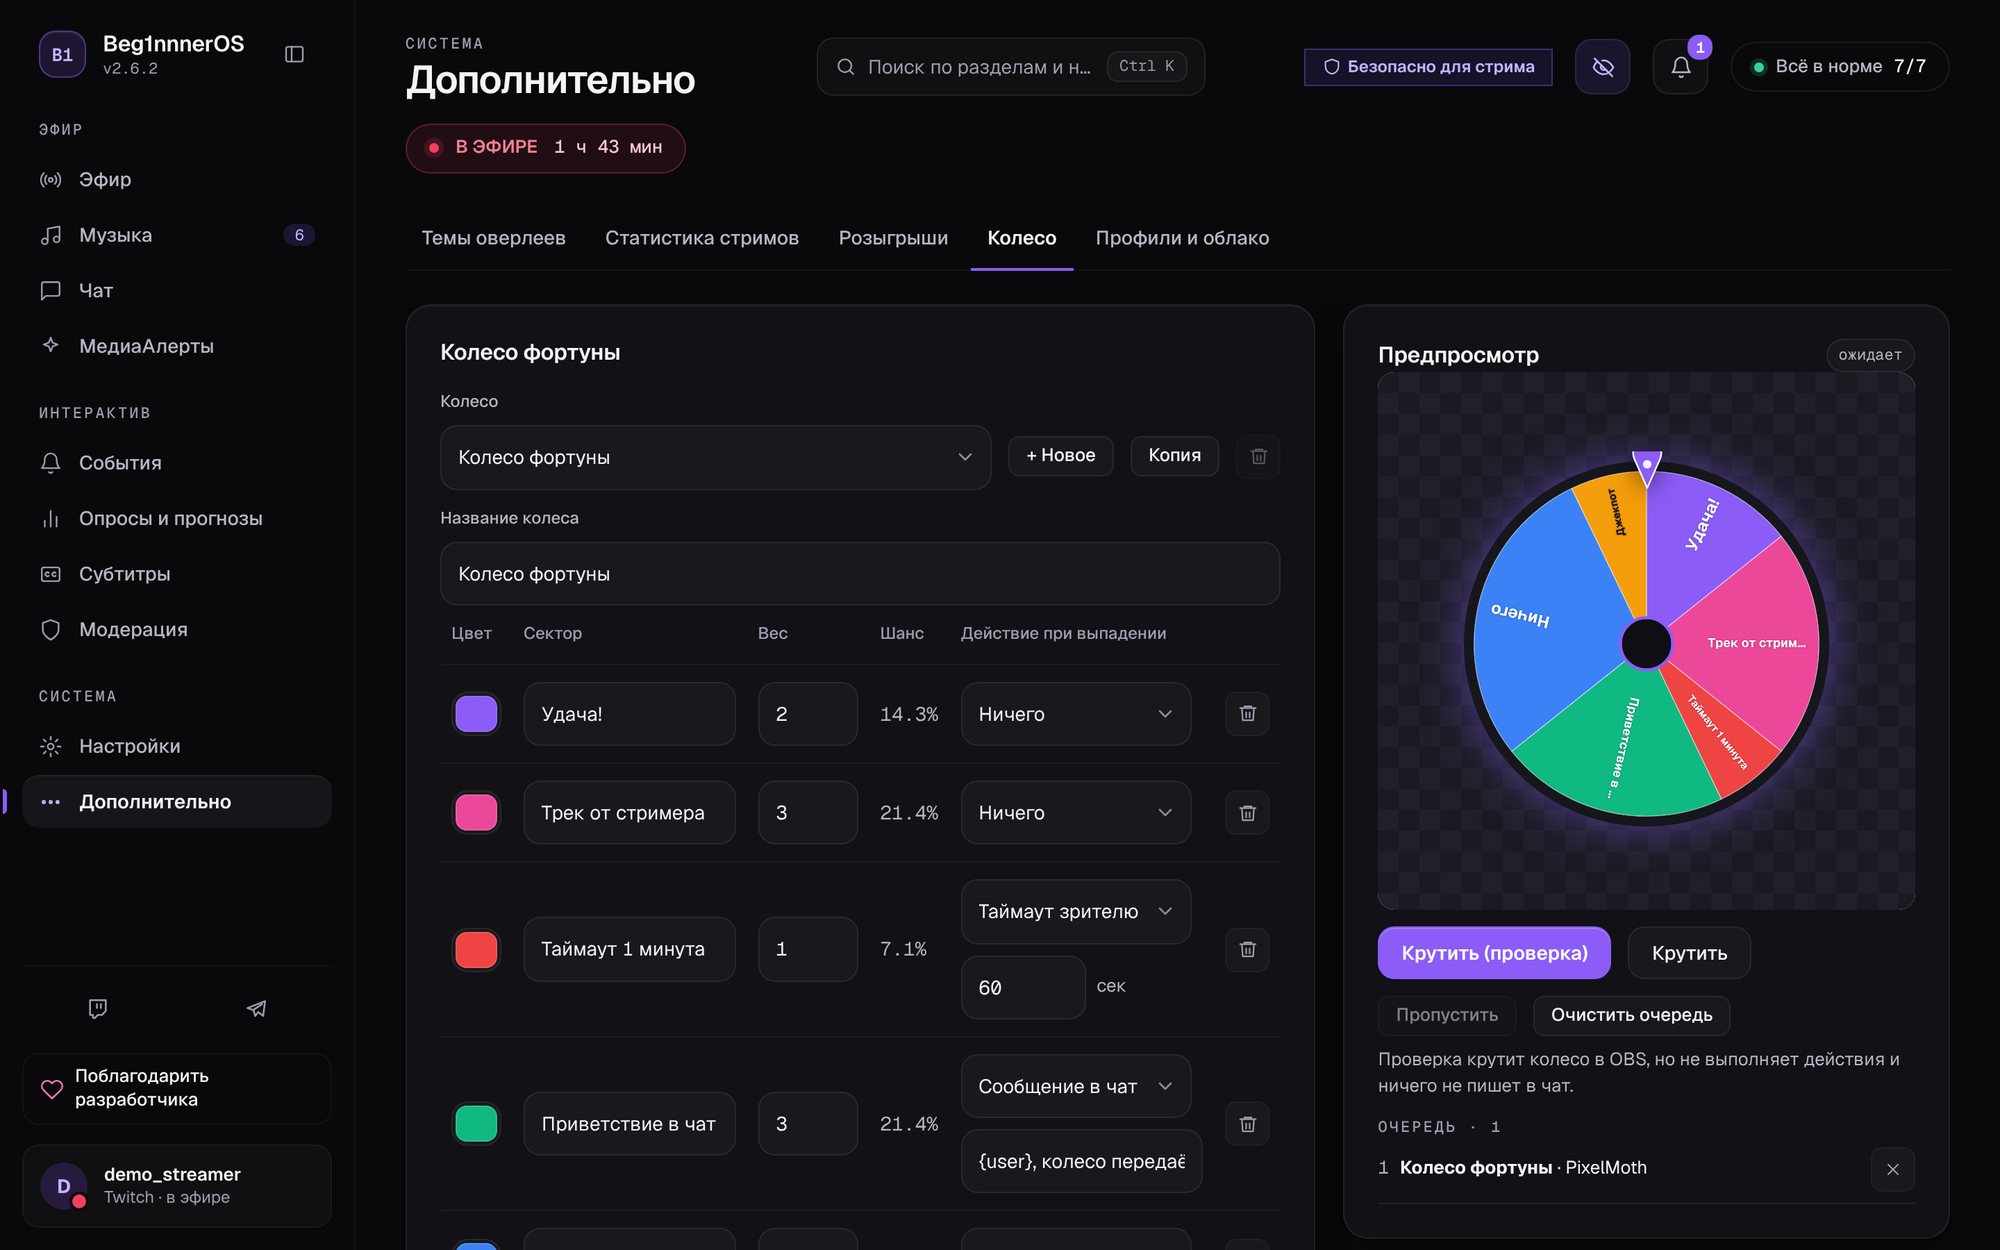 B1
Beg1nnnerOS
v2.6.2
ЭФИР
Эфир
Музыка
6
Чат
МедиаАлерты
ИНТЕРАКТИВ
События
Опросы и прогнозы
Субтитры
Модерация
СИСТЕМА
Настройки
Дополнительно
Поблагодарить
разработчика
D
demo_streamer
Twitch · в эфире
СИСТЕМА
Дополнительно
Поиск по разделам и н...
Ctrl K
Безопасно для стрима
1
Всё в норме 7/7
В ЭФИРЕ 1 ч 43 мин
Темы оверлеев
Статистика стримов
Розыгрыши
Колесо
Профили и облако
Колесо фортуны
Колесо
Колесо фортуны
+ Новое
Копия
Название колеса
Колесо фортуны
Цвет Сектор Вес Шанс Действие при выпадении
Удача! 2 14.3% Ничего
Трек от стримера 3 21.4% Ничего
Таймаут 1 минута 1 7.1% Таймаут зрителю
60 сек
Приветствие в чат 3 21.4% Сообщение в чат
{user}, колесо передаё
Предпросмотр
ожидает
Джекпот
Удача!
Трек от стрим...
Таймаут 1 минута
Приветствие в ...
Ничего
Крутить (проверка)
Крутить
Пропустить
Очистить очередь
Проверка крутит колесо в OBS, но не выполняет действия и
ничего не пишет в чат.
ОЧЕРЕДЬ · 1
1 Колесо фортуны · PixelMoth